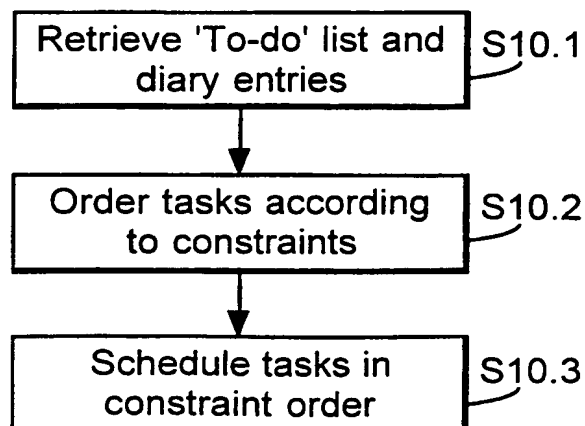 Retrieve 'To-do' list and
diary entries
S10.1
Order tasks according
to constraints
S10.2
Schedule tasks in
constraint order
S10.3